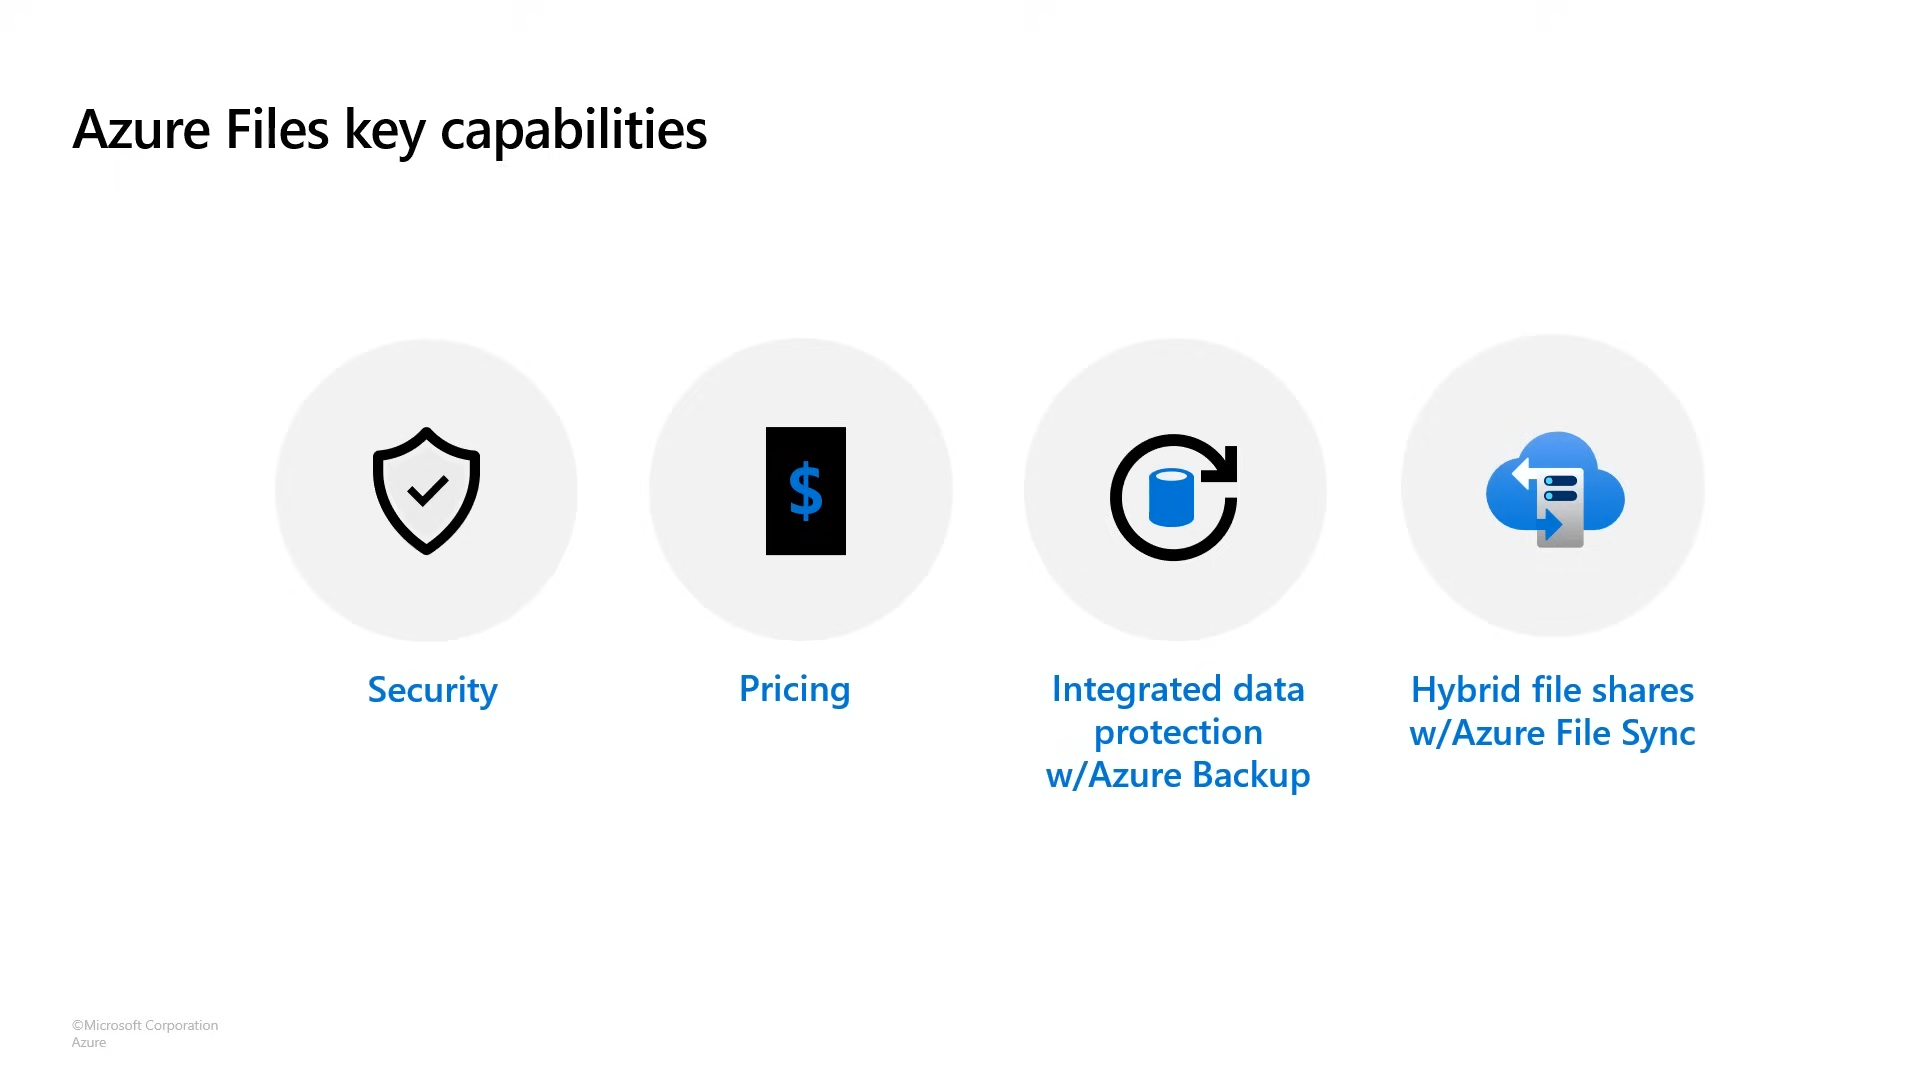 Azure Files key capabilities
$
Security
Pricing
Integrated data
protection
w/Azure Backup
Hybrid file shares
w/Azure File Sync
©Microsoft Corporation
Azure